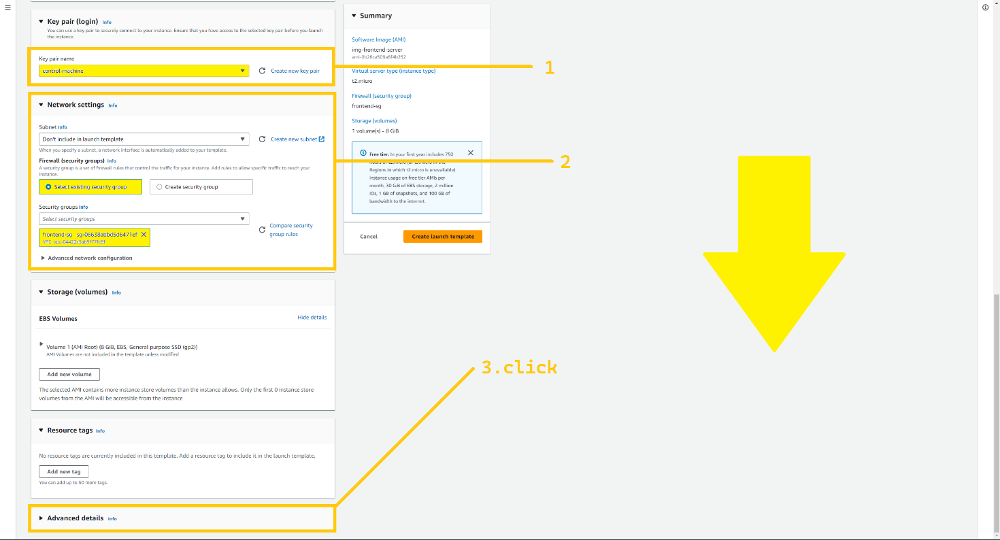 Key pair (login) Info
You can use a key pair to securely connect to your instance. Ensure that you have access to the selected key pair before you launch
the instance.
Key pair name
control-machine
Create new key pair
1
Network settings Info
Subnet Info
Don't include in launch template
Create new subnet
When you specify a subnet, a network interface is automatically added to your template.
2
Firewall (security groups) Info
A security group is a set of firewall rules that control the traffic for your instance. Add rules to allow specific traffic to reach your
instance.
Select existing security group
Create security group
Security groups Info
Select security groups
Compare security
group rules
frontend-sg sg-06638abbd5d6471ef
Advanced network configuration
Storage (volumes) Info
EBS Volumes
Hide details
Volume 1 (AMI Root) (8 GiB, EBS, General purpose SSD (gp2))
AMI Volumes are not included in the template unless modified
Add new volume
The selected AMI contains more instance store volumes than the instance allows. Only the first 0 instance store
volumes from the AMI will be accessible from the instance
3.click
Resource tags Info
No resource tags are currently included in this template. Add a resource tag to include it in the launch template.
Add new tag
You can add up to 50 more tags.
Advanced details Info
Summary
Software Image (AMI)
img-frontend-server
ami-0b26ca509a6f4b252
Virtual server type (instance type)
t2.micro
Firewall (security group)
frontend-sg
Storage (volumes)
1 volume(s) - 8 GiB
Free tier: In your first year includes 750
hours of t2.micro (or t3.micro in the
Regions in which t2.micro is unavailable)
instance usage on free tier AMIs per
month, 30 GiB of EBS storage, 2 million
IOs, 1 GB of snapshots, and 100 GB of
bandwidth to the internet.
Cancel
Create launch template